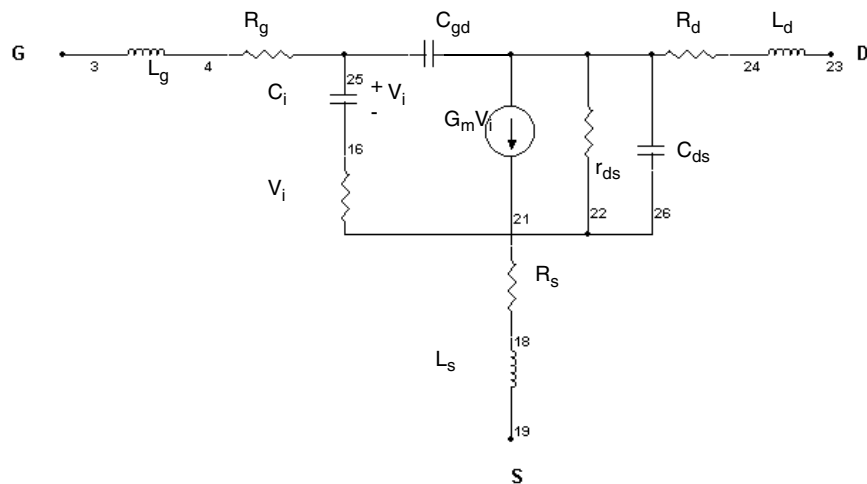 R_g
C_gd
R_d
L_d
G
3
L_g
4
24
23
D
C_i
25
+ V_i
-
G_mV_i
16
r_ds
C_ds
V_i
21
22
26
R_s
18
L_s
19
S